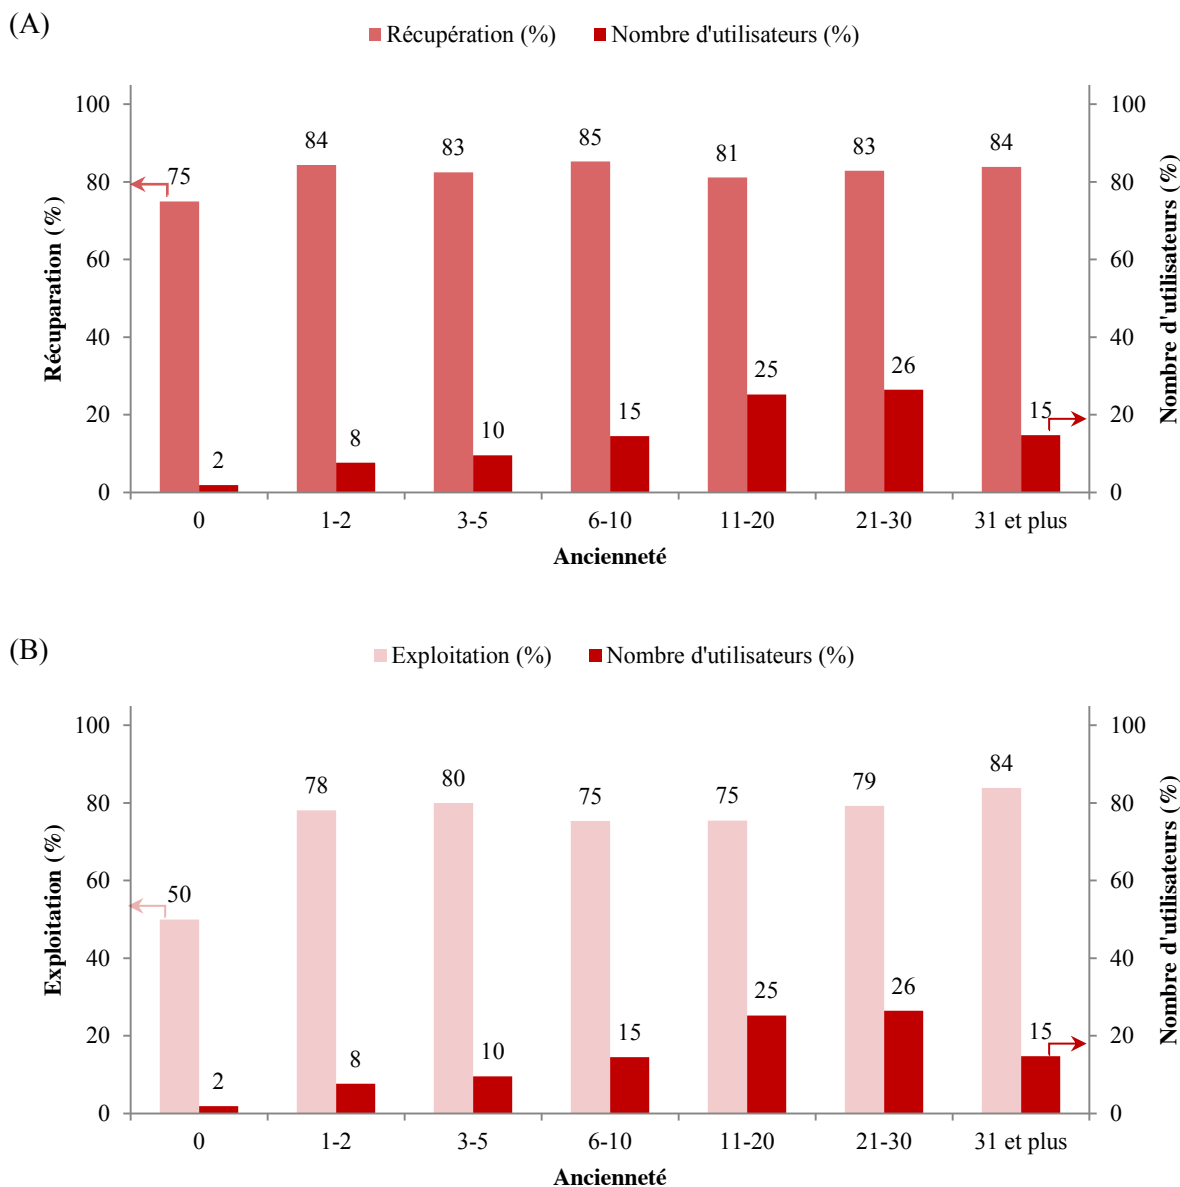 (A)
Récupération (%) Nombre d'utilisateurs (%)
100 100
84 83 85 81 83 84
80 75 80
60 60
40 40
25 26
20 15 15 20
2 8 10
0 0
0 1-2 3-5 6-10 11-20 21-30 31 et plus
Ancienneté
Récuparation (%)
Nombre d'utilisateurs (%)
(B)
Exploitation (%) Nombre d'utilisateurs (%)
100 100
78 80 75 75 79 84
80 80
60 60
50
40 40
25 26
20 15 15 20
2 8 10
0 0
0 1-2 3-5 6-10 11-20 21-30 31 et plus
Ancienneté
Exploitation (%)
Nombre d'utilisateurs (%)